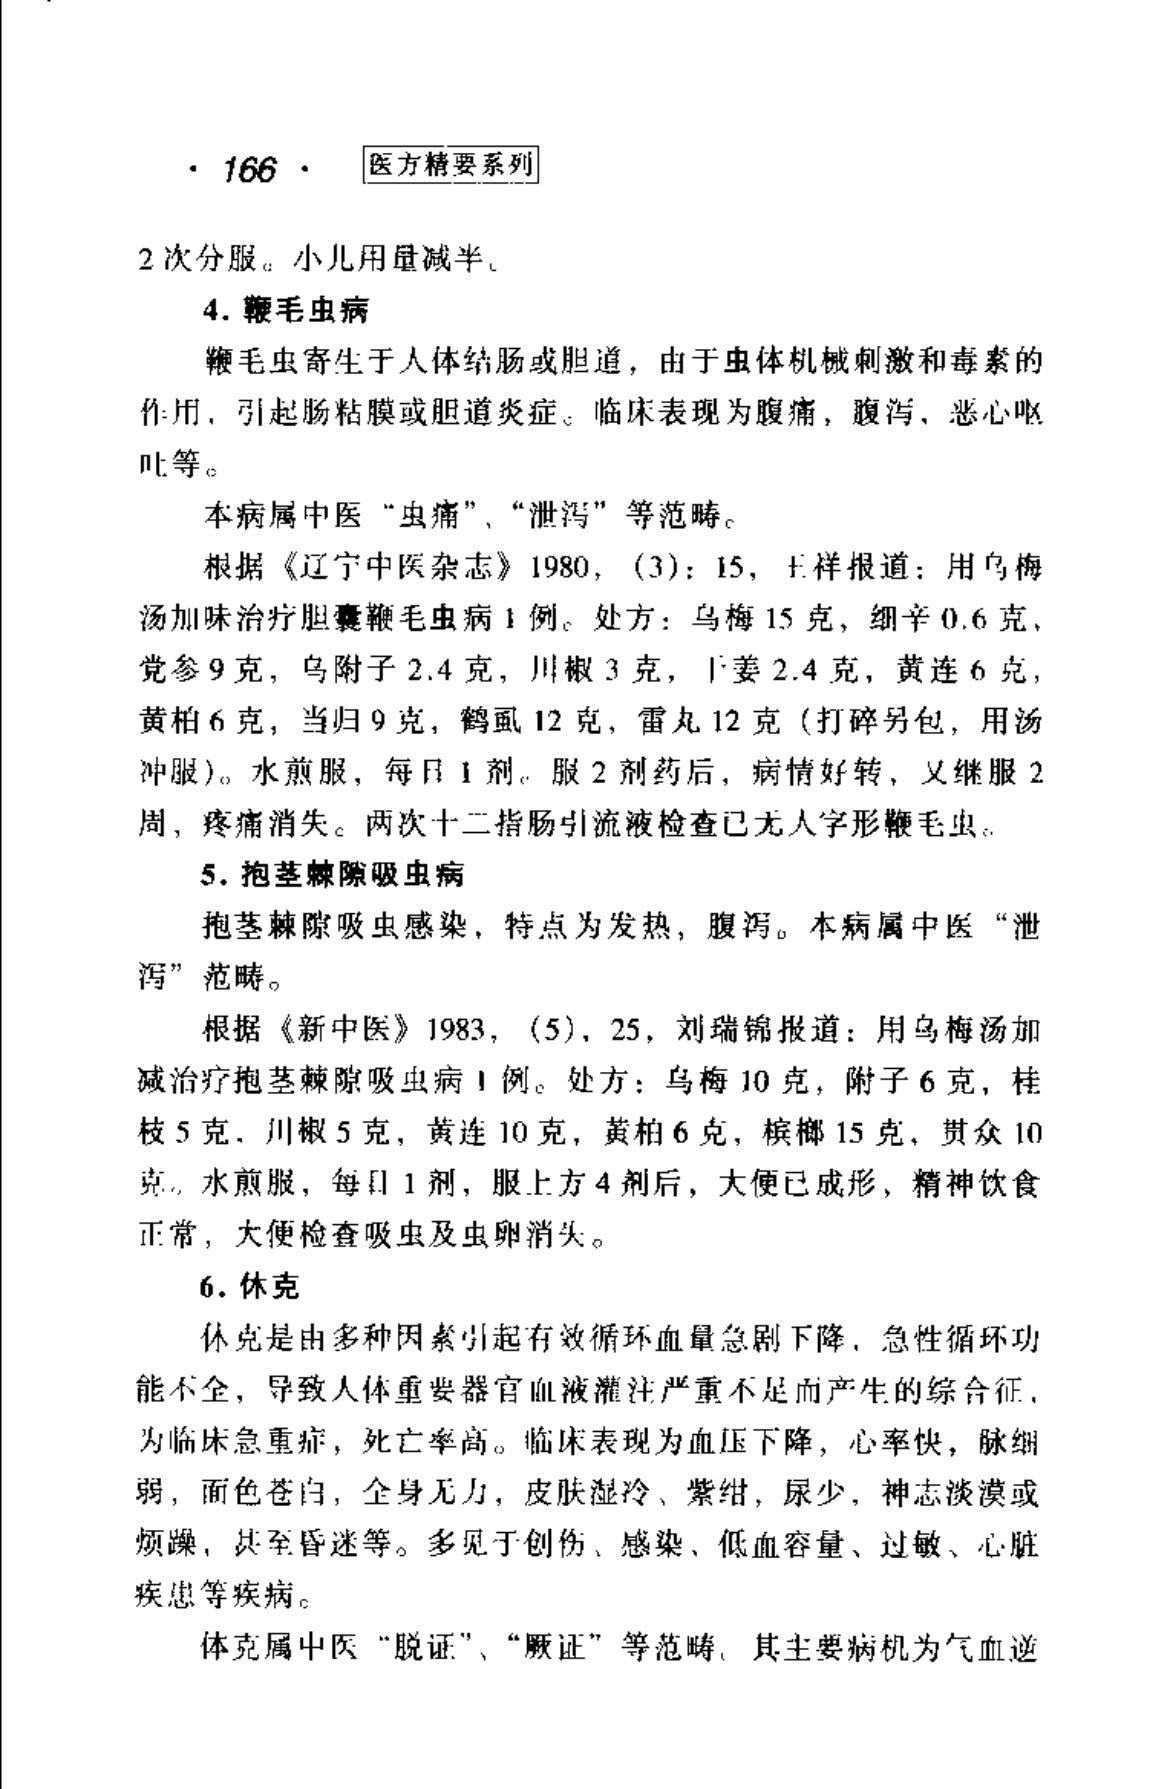 · 166 · 医方精要系列
2 次分服。小儿用量减半。
4. 鞭毛虫病
鞭毛虫寄生于人体结肠或胆道，由于虫体机械刺激和毒素的
作用，引起肠粘膜或胆道炎症。临床表现为腹痛，腹泻，恶心呕
吐等。
本病属中医“虫痛”、“泄泻”等范畴。
根据《辽宁中医杂志》1980，（3）：15，王祥报道：用乌梅
汤加味治疗胆囊鞭毛虫病 1 例。处方：乌梅 15 克，细辛 0.6 克，
党参 9 克，乌附子 2.4 克，川椒 3 克，干姜 2.4 克，黄连 6 克，
黄柏 6 克，当归 9 克，鹤虱 12 克，雷丸 12 克（打碎另包，用汤
冲服）。水煎服，每日 1 剂。服 2 剂药后，病情好转，又继服 2
周，疼痛消失。两次十二指肠引流液检查已无人字形鞭毛虫。
5. 抱茎棘隙吸虫病
抱茎棘隙吸虫感染，特点为发热，腹泻。本病属中医“泄
泻”范畴。
根据《新中医》1983，（5），25，刘瑞锦报道：用乌梅汤加
减治疗抱茎棘隙吸虫病 1 例。处方：乌梅 10 克，附子 6 克，桂
枝 5 克，川椒 5 克，黄连 10 克，黄柏 6 克，槟榔 15 克，贯众 10
克。水煎服，每日 1 剂，服上方 4 剂后，大便已成形，精神饮食
正常，大便检查吸虫及虫卵消失。
6. 休克
休克是由多种因素引起有效循环血量急剧下降，急性循环功
能不全，导致人体重要器官血液灌注严重不足而产生的综合征，
为临床急重症，死亡率高。临床表现为血压下降，心率快，脉细
弱，面色苍白，全身无力，皮肤湿冷、紫绀，尿少，神志淡漠或
烦躁，甚至昏迷等。多见于创伤、感染、低血容量、过敏、心脏
疾患等疾病。
休克属中医“脱证”、“厥证”等范畴。其主要病机为气血逆